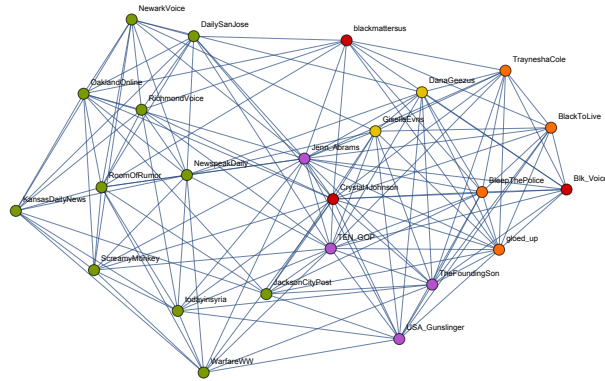 NewarkVoice
DailySanJose
blackmattersus
TrayneshaCole
DanaGeezus
OaklandOnline
RichmondVoice
BlackToLive
GiselleEvns
Jenn_Abrams
NewspeakDaily
RoomOfRumor
Crystal1Johnson
BleepThePolice
Blk_Voice
KansasDailyNews
TEN_GOP
gloed_up
ScreamyMonkey
TheFoundingSon
JacksonCityPost
todayinsyria
USA_Gunslinger
WarfareWW